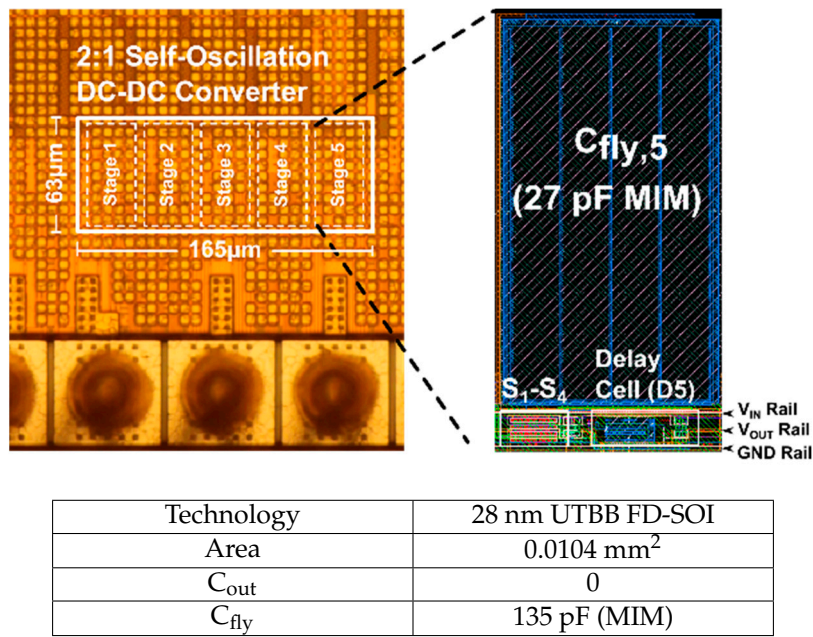 2:1 Self-Oscillation
DC-DC Converter
63μm
Stage 1
Stage 2
Stage 3
Stage 4
Stage 5
165μm
Cfly,5
(27 pF MIM)
Delay
Cell (D5)
S1-S4
VIN Rail
VOUT Rail
GND Rail
Technology 28 nm UTBB FD-SOI
Area 0.0104 mm²
Cout 0
Cfly 135 pF (MIM)